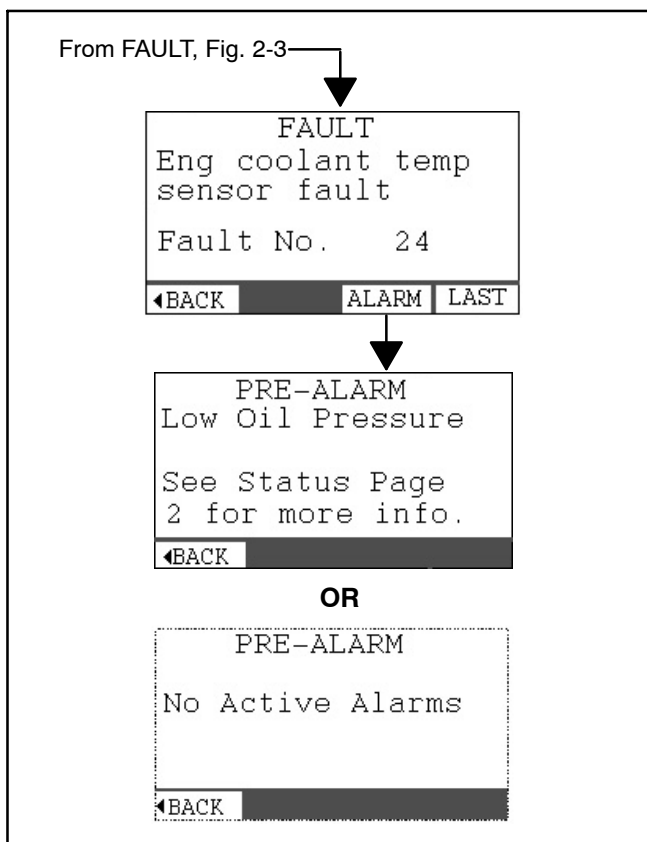 From FAULT, Fig. 2-3
FAULT
Eng coolant temp
sensor fault
Fault No. 24
◀BACK ALARM LAST
PRE-ALARM
Low Oil Pressure
See Status Page
2 for more info.
◀BACK
OR
PRE-ALARM
No Active Alarms
◀BACK